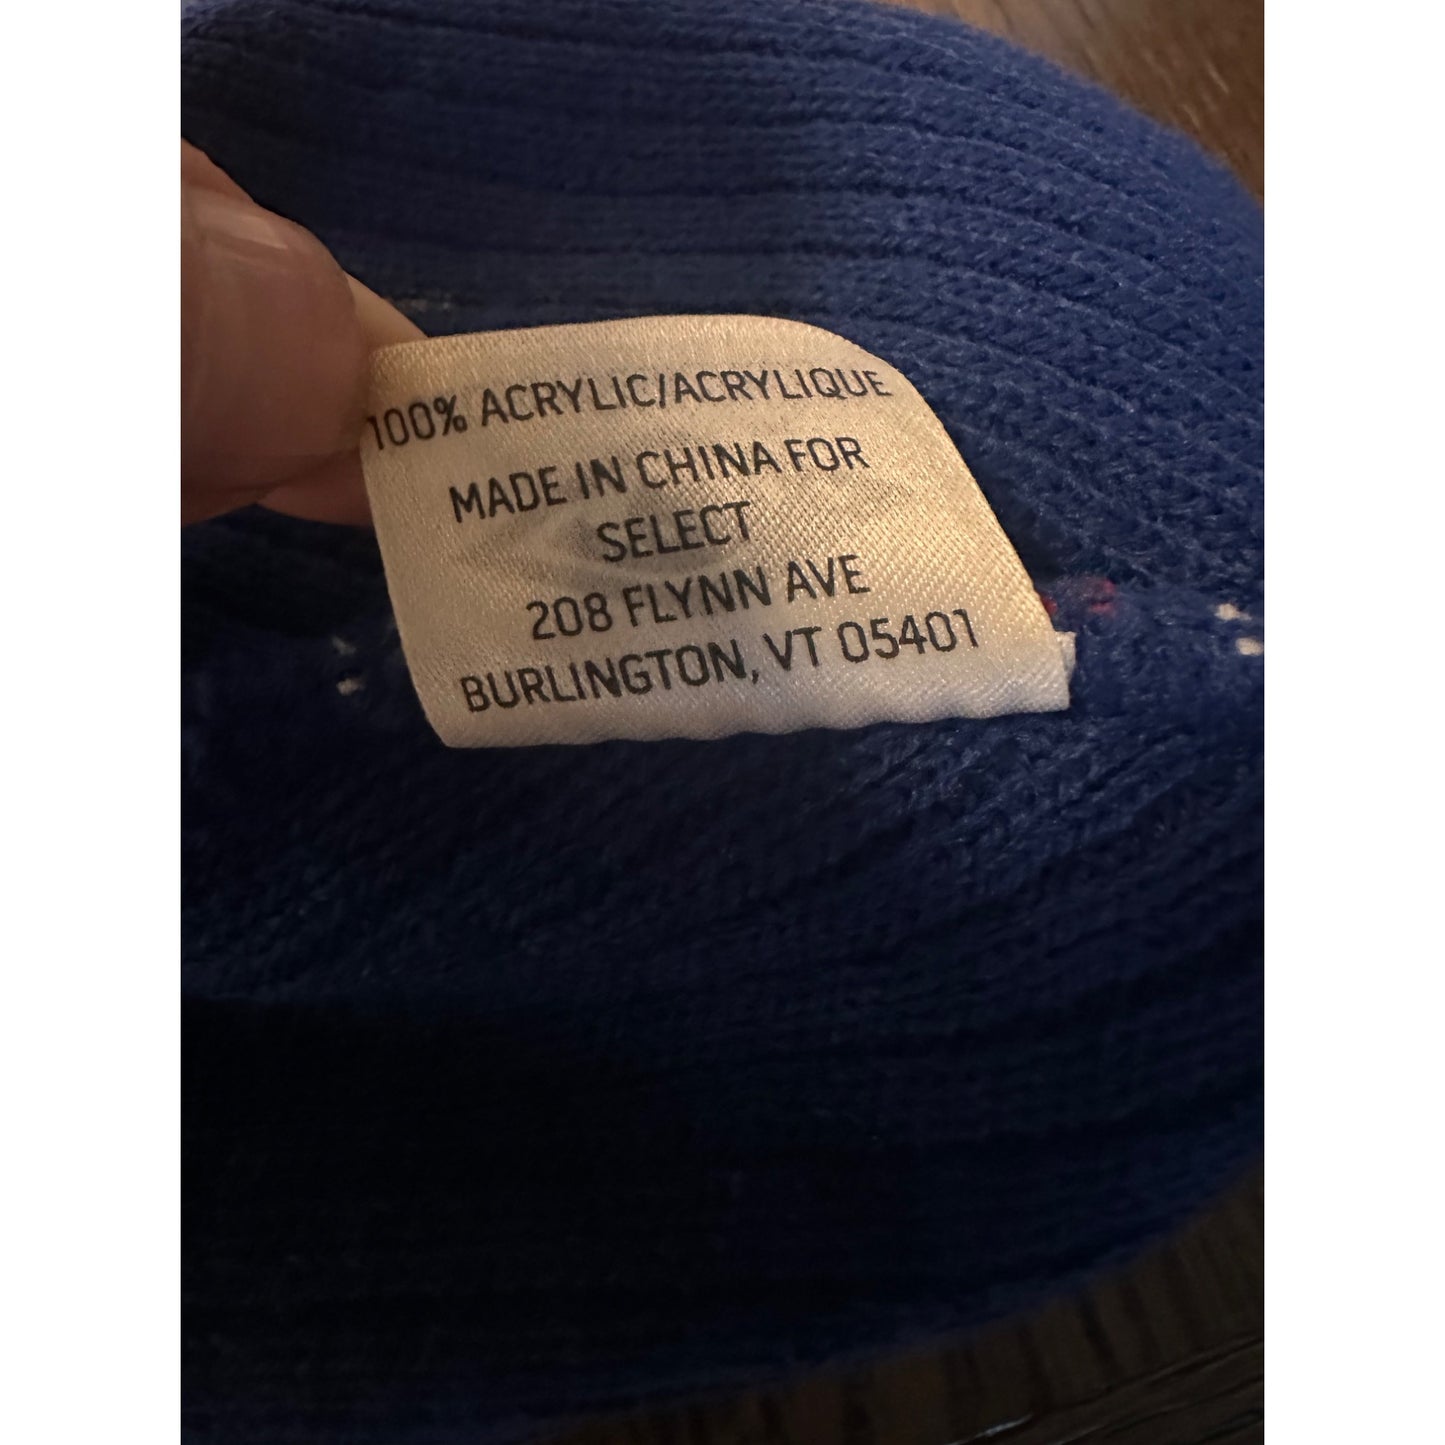 100% ACRYLIC/ACRYLIQUE
MADE IN CHINA FOR
SELECT
208 FLYNN AVE
BURLINGTON, VT 05401